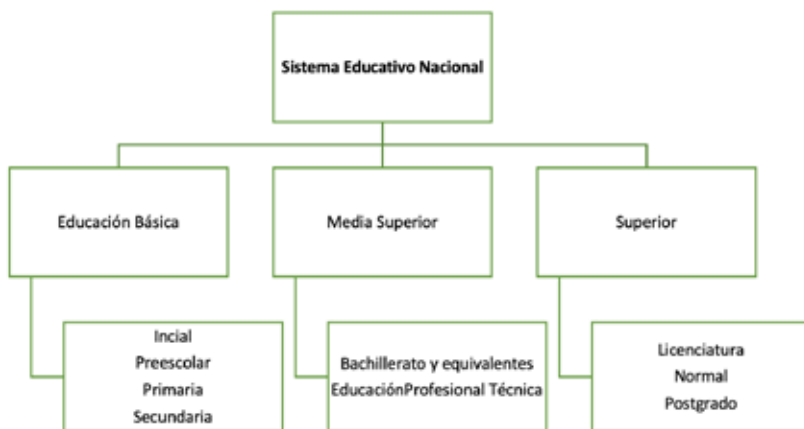 Sistema Educativo Nacional
Educación Básica
Media Superior
Superior
Incial
Preescolar
Primaria
Secundaria
Bachillerato y equivalentes
EducaciónProfesional Técnica
Licenciatura
Normal
Postgrado